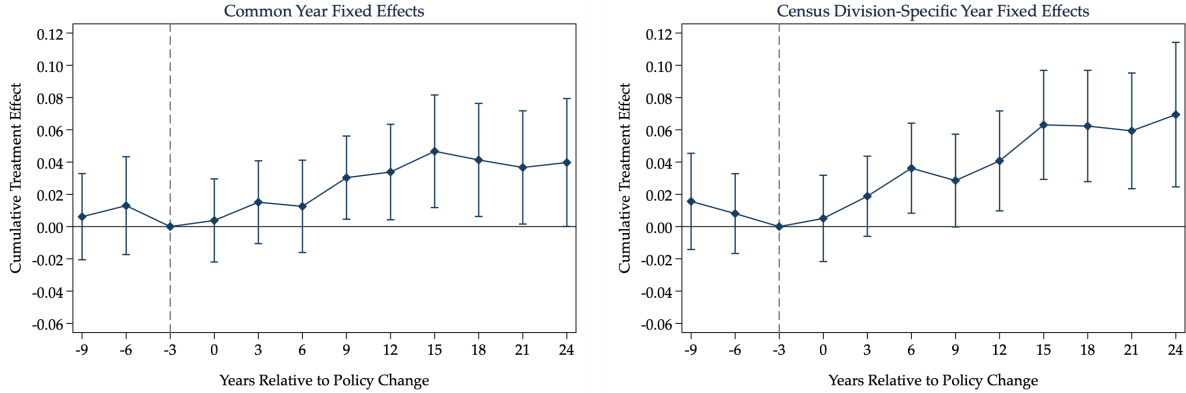 Common Year Fixed Effects
Cumulative Treatment Effect
0.12
0.10
0.08
0.06
0.04
0.02
0.00
-0.02
-0.04
-0.06
-9 -6 -3 0 3 6 9 12 15 18 21 24
Years Relative to Policy Change
Census Division-Specific Year Fixed Effects
Cumulative Treatment Effect
0.12
0.10
0.08
0.06
0.04
0.02
0.00
-0.02
-0.04
-0.06
-9 -6 -3 0 3 6 9 12 15 18 21 24
Years Relative to Policy Change